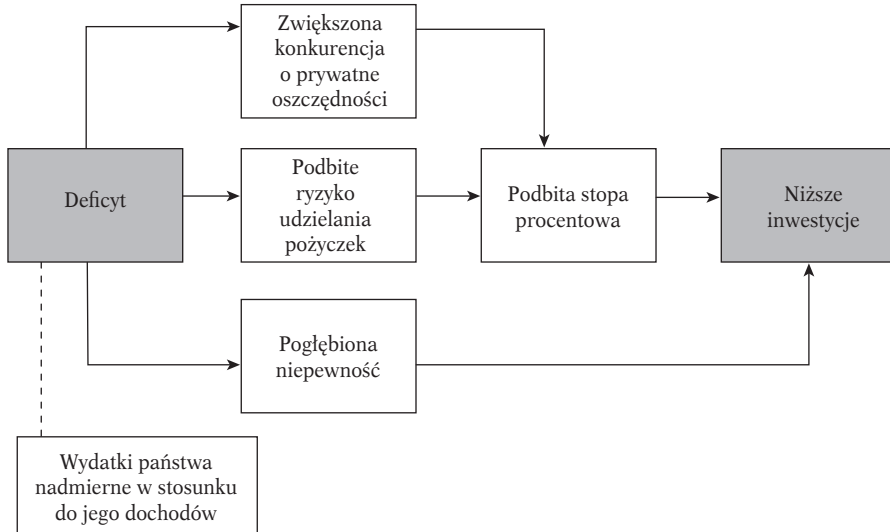 Zwiększona
konkurencja
o prywatne
oszczędności
Deficyt
Podbite
ryzyko
udzielania
pożyczek
Podbita stopa
procentowa
Niższe
inwestycje
Pogłębiona
niepewność
Wydatki państwa
nadmierne w stosunku
do jego dochodów